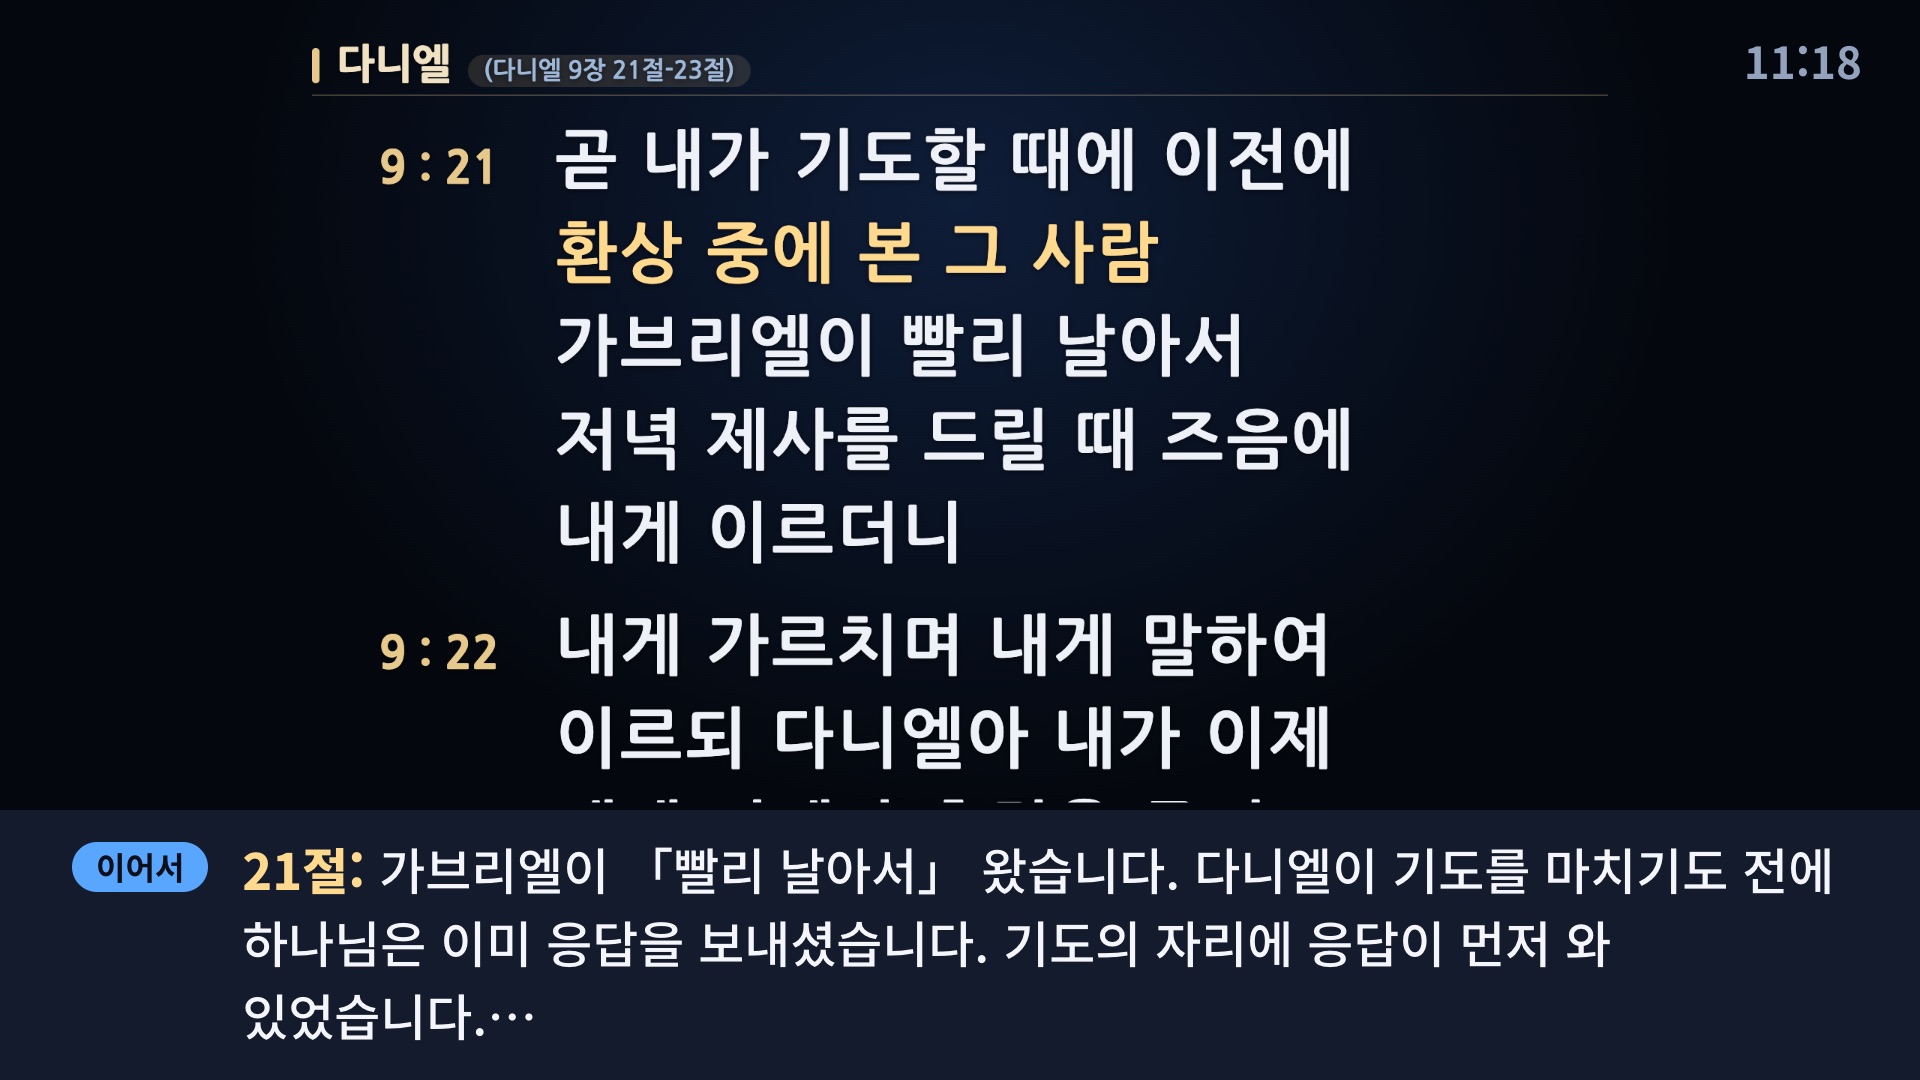 다니엘 (다니엘 9장 21절-23절)
11:18
9 : 21 곧 내가 기도할 때에 이전에
환상 중에 본 그 사람
가브리엘이 빨리 날아서
저녁 제사를 드릴 때 즈음에
내게 이르더니
9 : 22 내게 가르치며 내게 말하여
이르되 다니엘아 내가 이제
이어서 21절: 가브리엘이 「빨리 날아서」 왔습니다. 다니엘이 기도를 마치기도 전에
하나님은 이미 응답을 보내셨습니다. 기도의 자리에 응답이 먼저 와
있었습니다.…